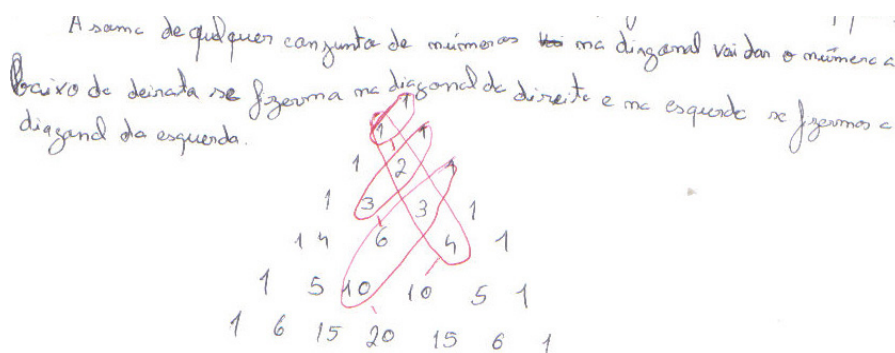 A soma de qualquer conjunto de números na diagonal vai dar o número a
baixo da direita se fizerma na diagonal da direita e na esquerda se fizermos a
diagonal da esquerda.
1
1 1
1 2 1
1 3 3 1
1 4 6 4 1
1 5 10 10 5 1
1 6 15 20 15 6 1